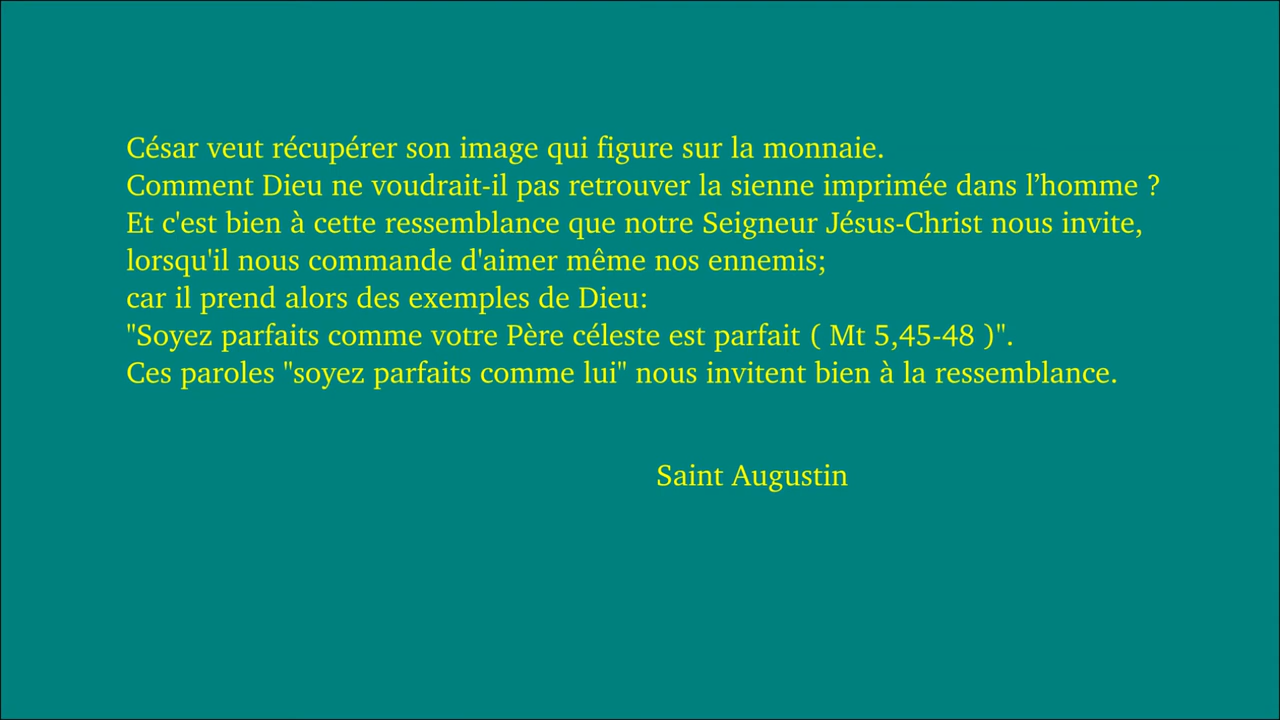 César veut récupérer son image qui figure sur la monnaie.
Comment Dieu ne voudrait-il pas retrouver la sienne imprimée dans l’homme ?
Et c'est bien à cette ressemblance que notre Seigneur Jésus-Christ nous invite,
lorsqu'il nous commande d'aimer même nos ennemis;
car il prend alors des exemples de Dieu:
"Soyez parfaits comme votre Père céleste est parfait ( Mt 5,45-48 )".
Ces paroles "soyez parfaits comme lui" nous invitent bien à la ressemblance.
Saint Augustin